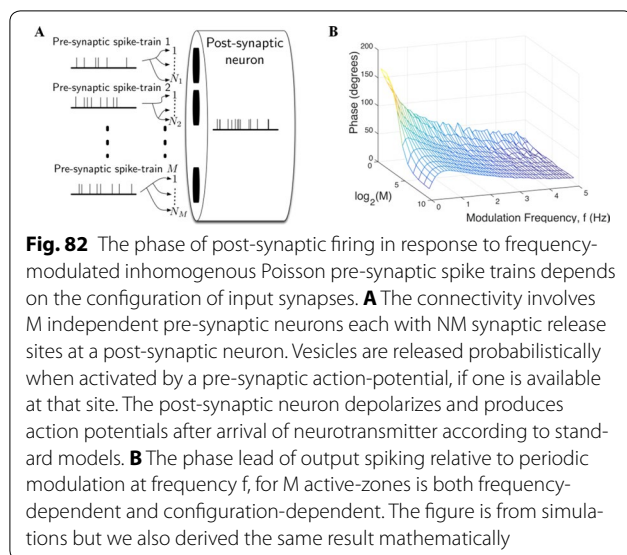 A
Pre-synaptic spike-train 1
1
N1
Pre-synaptic spike-train 2
1
N2
Pre-synaptic spike-train M
1
NM
Post-synaptic
neuron
B
Phase (degrees)
200
150
100
50
0
0
5
10
log2(M)
0
1
2
3
4
5
Modulation Frequency, f (Hz)
Fig. 82 The phase of post-synaptic firing in response to frequency-
modulated inhomogenous Poisson pre-synaptic spike trains depends
on the configuration of input synapses. A The connectivity involves
M independent pre-synaptic neurons each with NM synaptic release
sites at a post-synaptic neuron. Vesicles are released probabilistically
when activated by a pre-synaptic action-potential, if one is available
at that site. The post-synaptic neuron depolarizes and produces
action potentials after arrival of neurotransmitter according to stand-
ard models. B The phase lead of output spiking relative to periodic
modulation at frequency f, for M active-zones is both frequency-
dependent and configuration-dependent. The figure is from simula-
tions but we also derived the same result mathematically